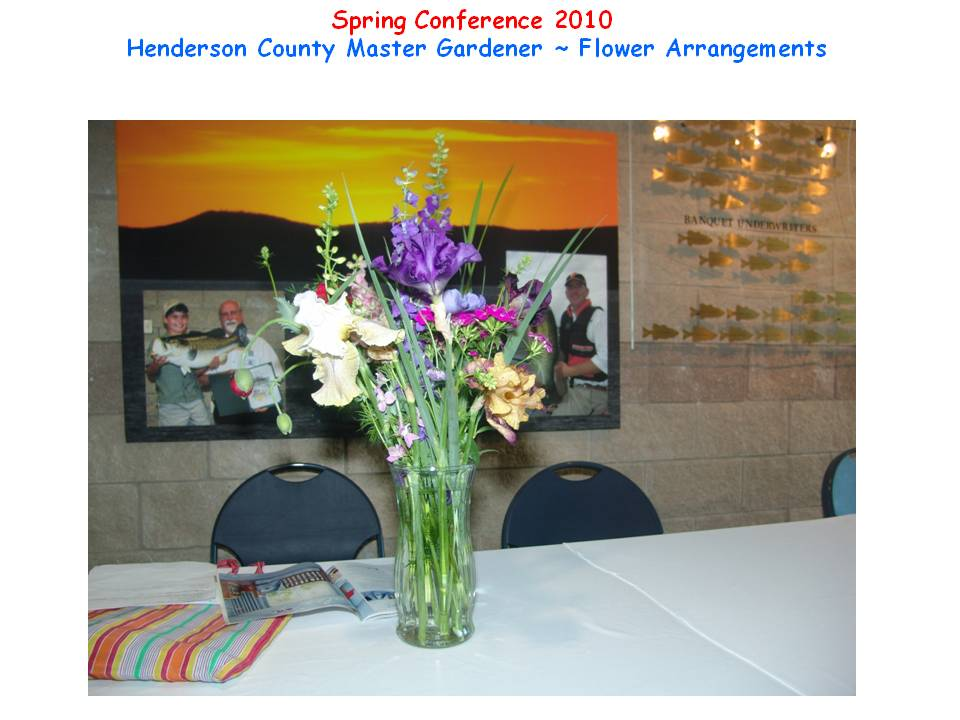 Spring Conference 2010
Henderson County Master Gardener ~ Flower Arrangements
BANQUET UNDERWRITERS